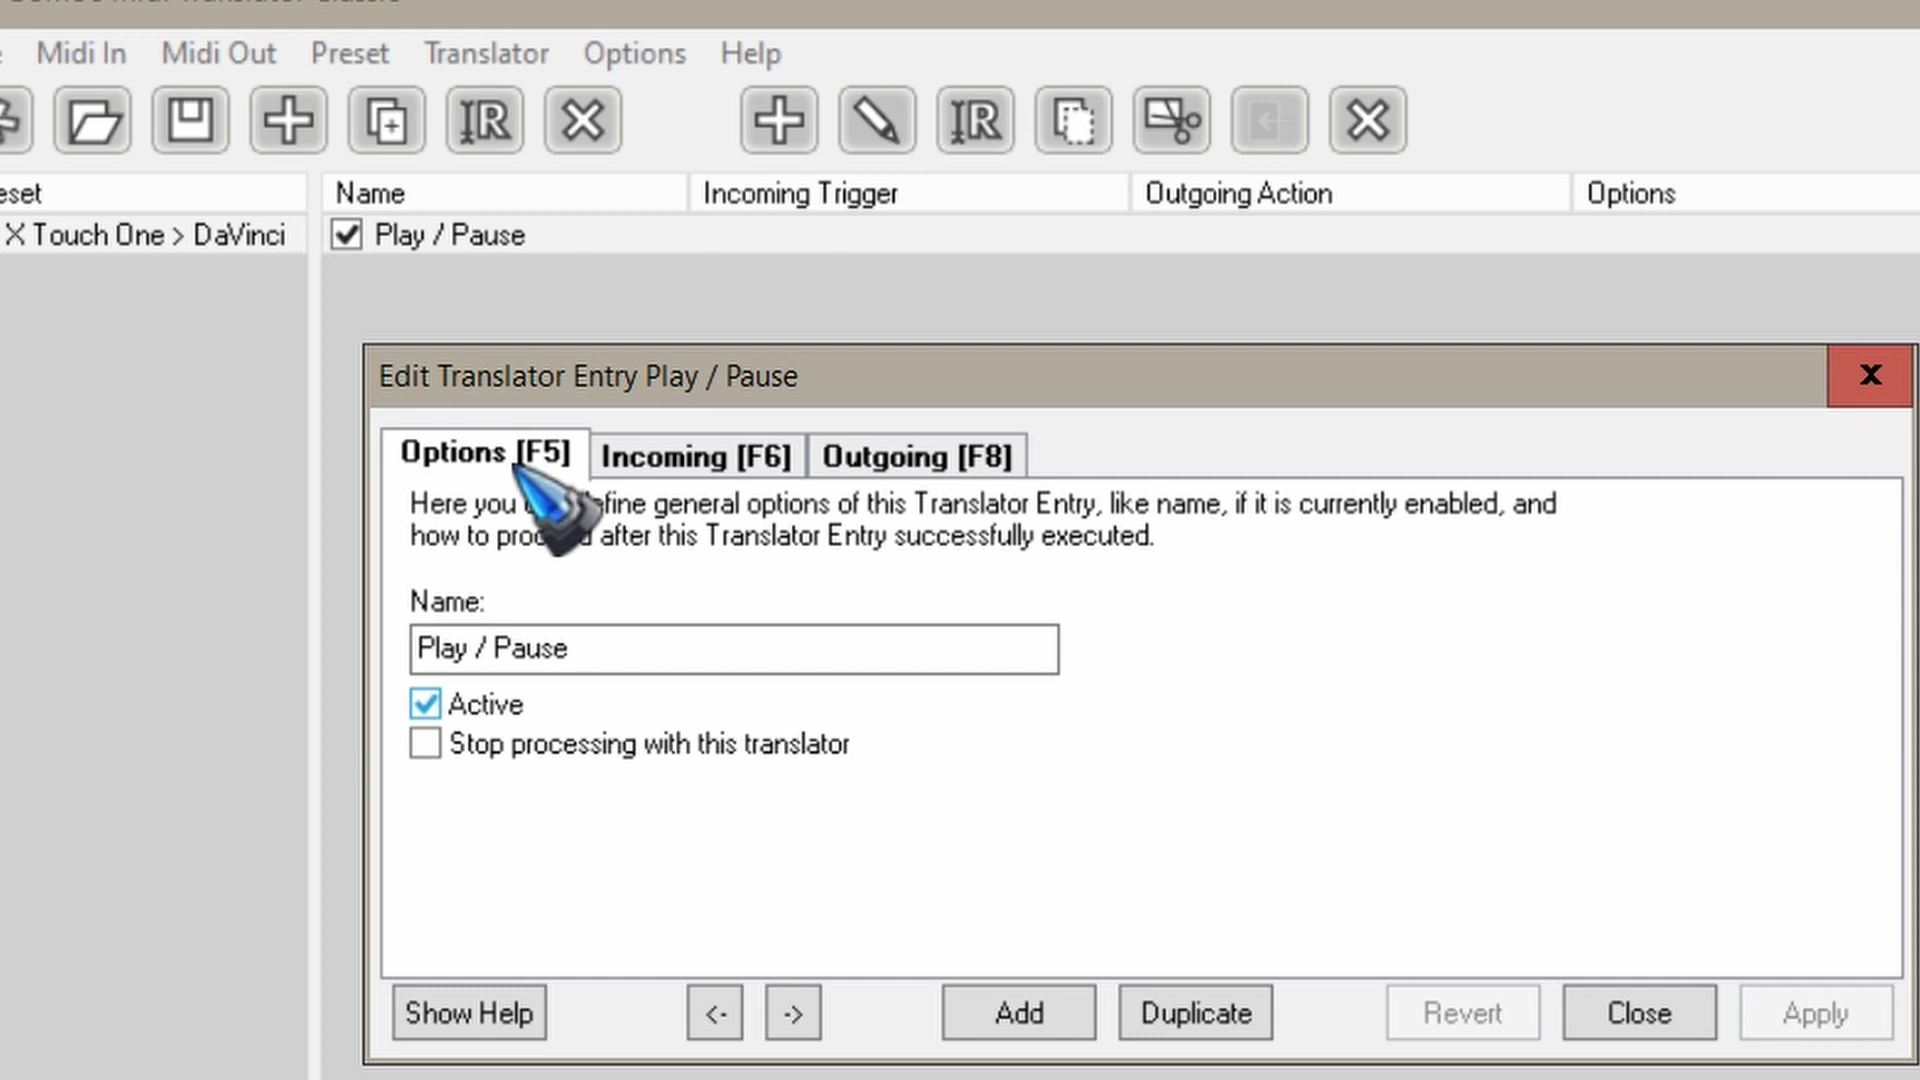 Midi In Midi Out Preset Translator Options Help
Name Incoming Trigger Outgoing Action Options
X Touch One > DaVinci Play / Pause
Edit Translator Entry Play / Pause
X
Options [F5] Incoming [F6] Outgoing [F8]
Here you fine general options of this Translator Entry, like name, if it is currently enabled, and
how to after this Translator Entry successfully executed.
Name:
Play / Pause
Active
Stop processing with this translator
Show Help <- -> Add Duplicate Revert Close Apply